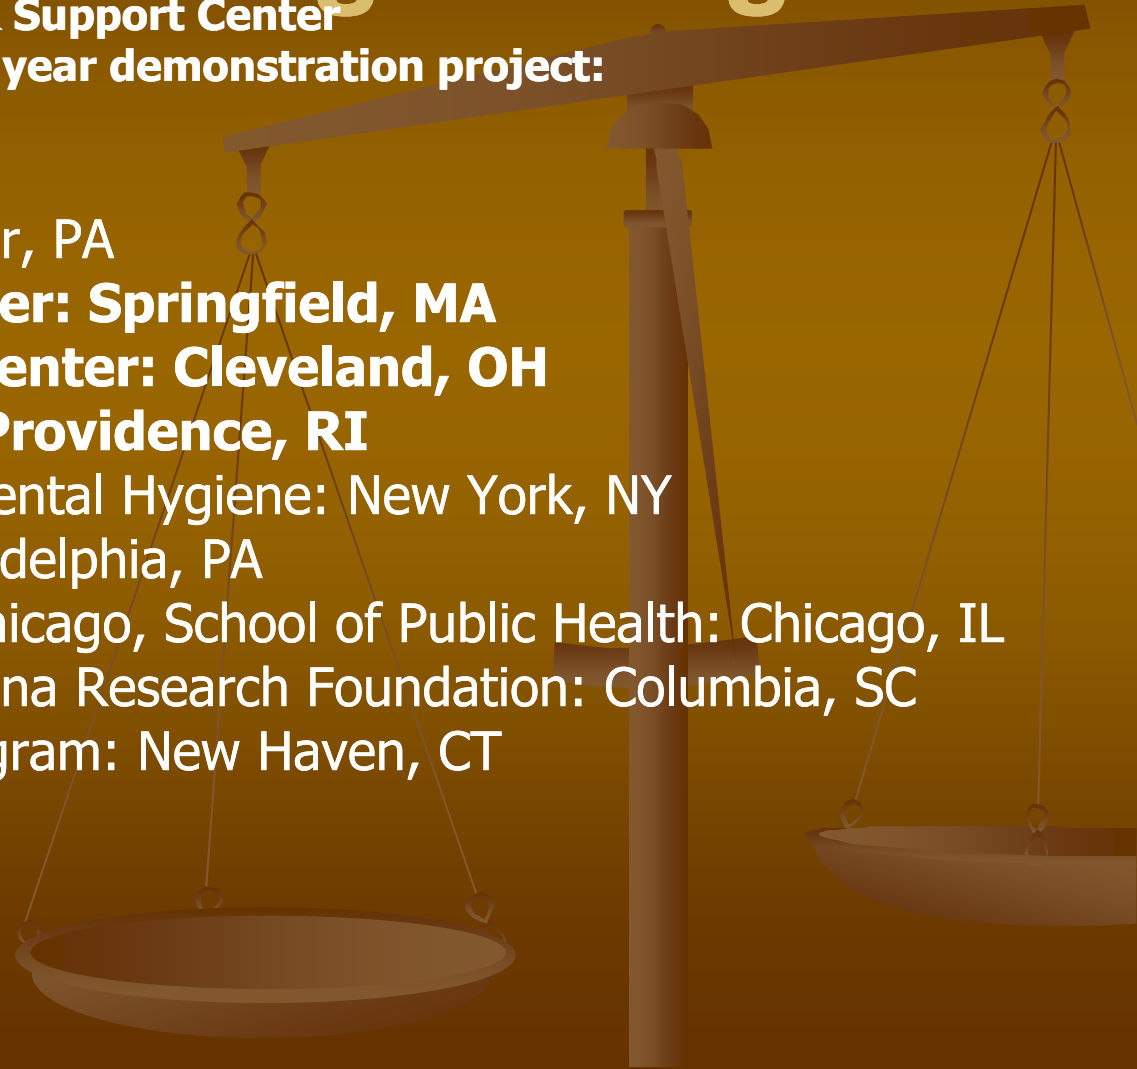 Support Center
year demonstration project:
r, PA
er: Springfield, MA
enter: Cleveland, OH
Providence, RI
ental Hygiene: New York, NY
delphia, PA
icago, School of Public Health: Chicago, IL
na Research Foundation: Columbia, SC
gram: New Haven, CT